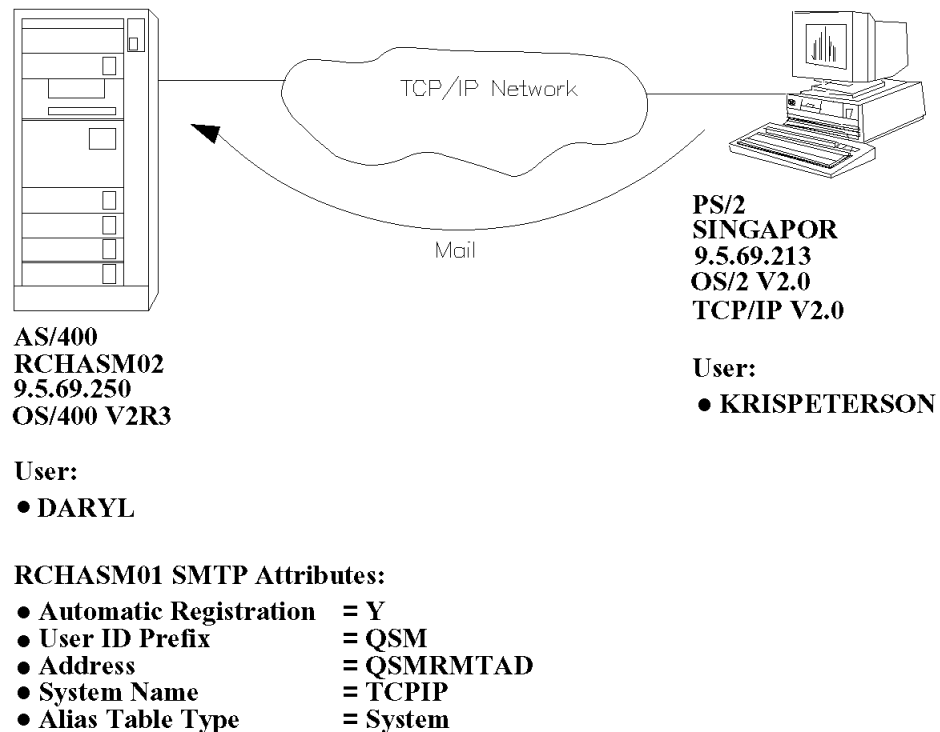 TCP/IP Network
Mail
PS/2
SINGAPOR
9.5.69.213
OS/2 V2.0
TCP/IP V2.0
User:
● KRISPETERSON
AS/400
RCHASM02
9.5.69.250
OS/400 V2R3
User:
● DARYL
RCHASM01 SMTP Attributes:
● Automatic Registration = Y
● User ID Prefix = QSM
● Address = QSMRMTAD
● System Name = TCPIP
● Alias Table Type = System